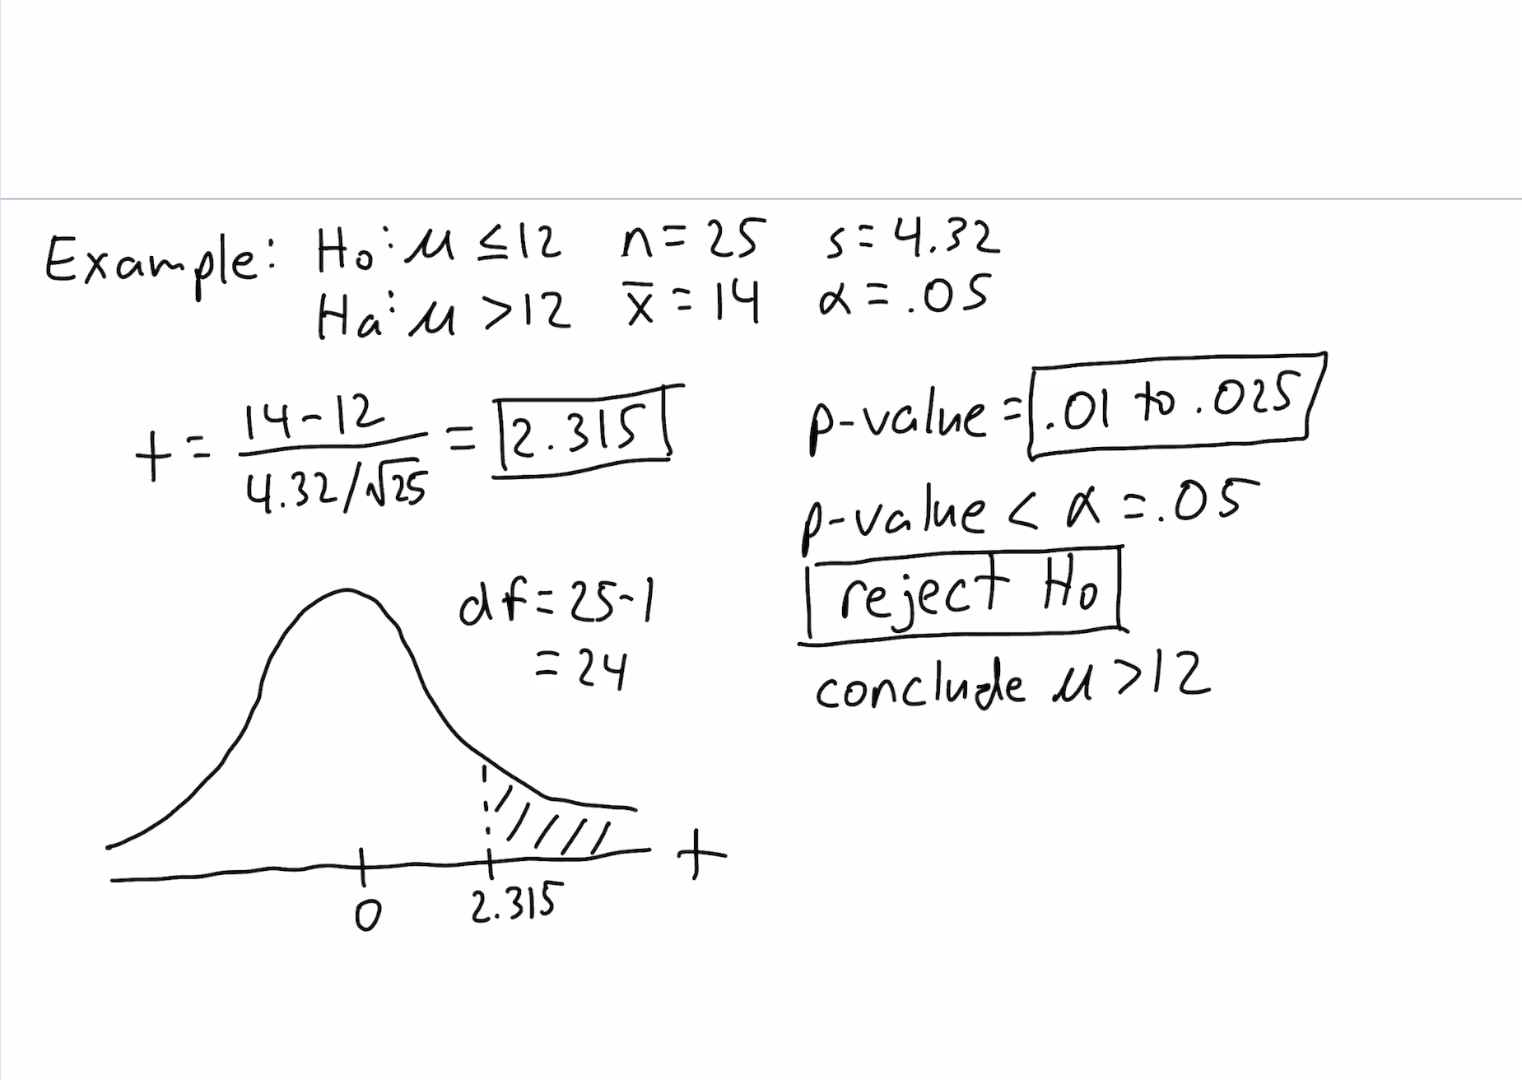 Example: H₀: μ ≤ 12 n = 25 s = 4.32
Ha: μ > 12 x̅ = 14 α = .05
t = (14 - 12) / (4.32/√25) = 2.315
p-value = .01 to .025
p-value < α = .05
reject H₀
conclude μ > 12
df = 25-1
= 24
0 2.315 t